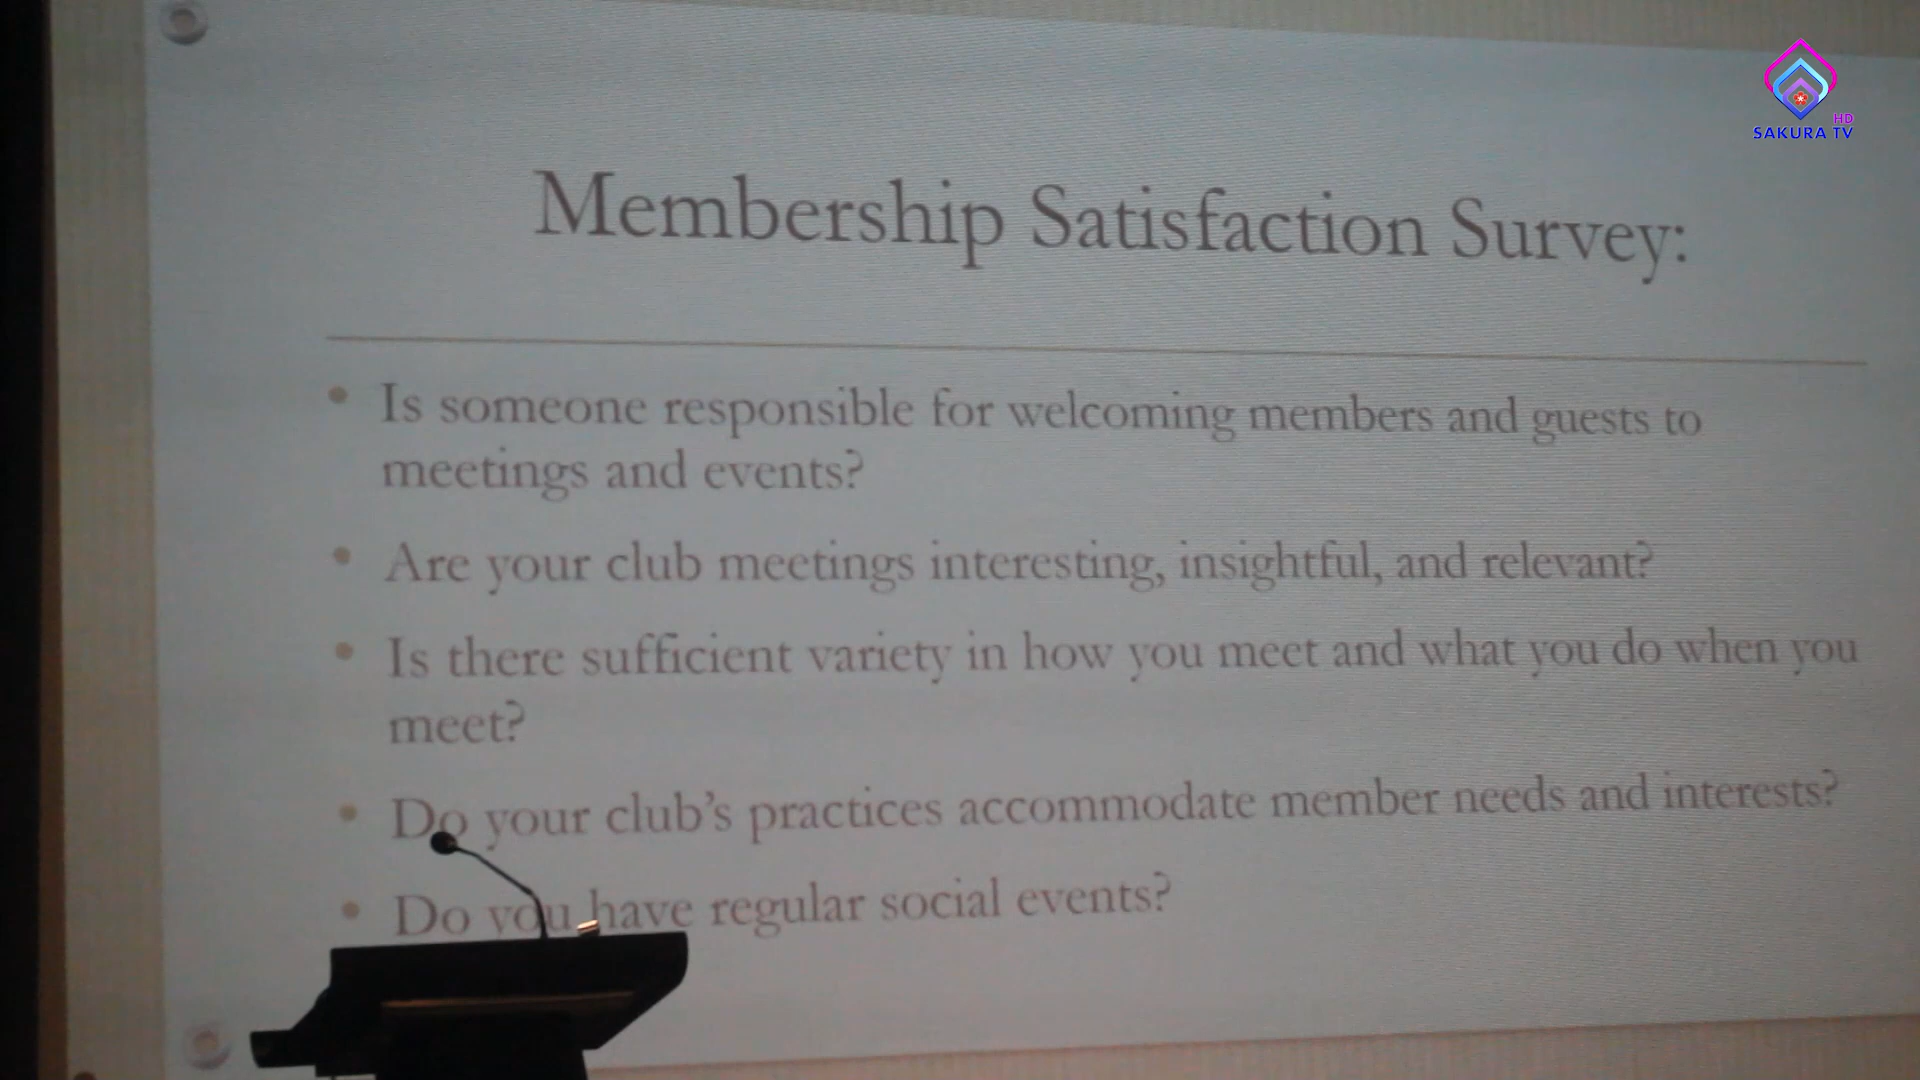 HD
SAKURA TV
Membership Satisfaction Survey:
• Is someone responsible for welcoming members and guests to
meetings and events?
• Are your club meetings interesting, insightful, and relevant?
• Is there sufficient variety in how you meet and what you do when you
meet?
• Do your club's practices accommodate member needs and interests?
• Do you have regular social events?